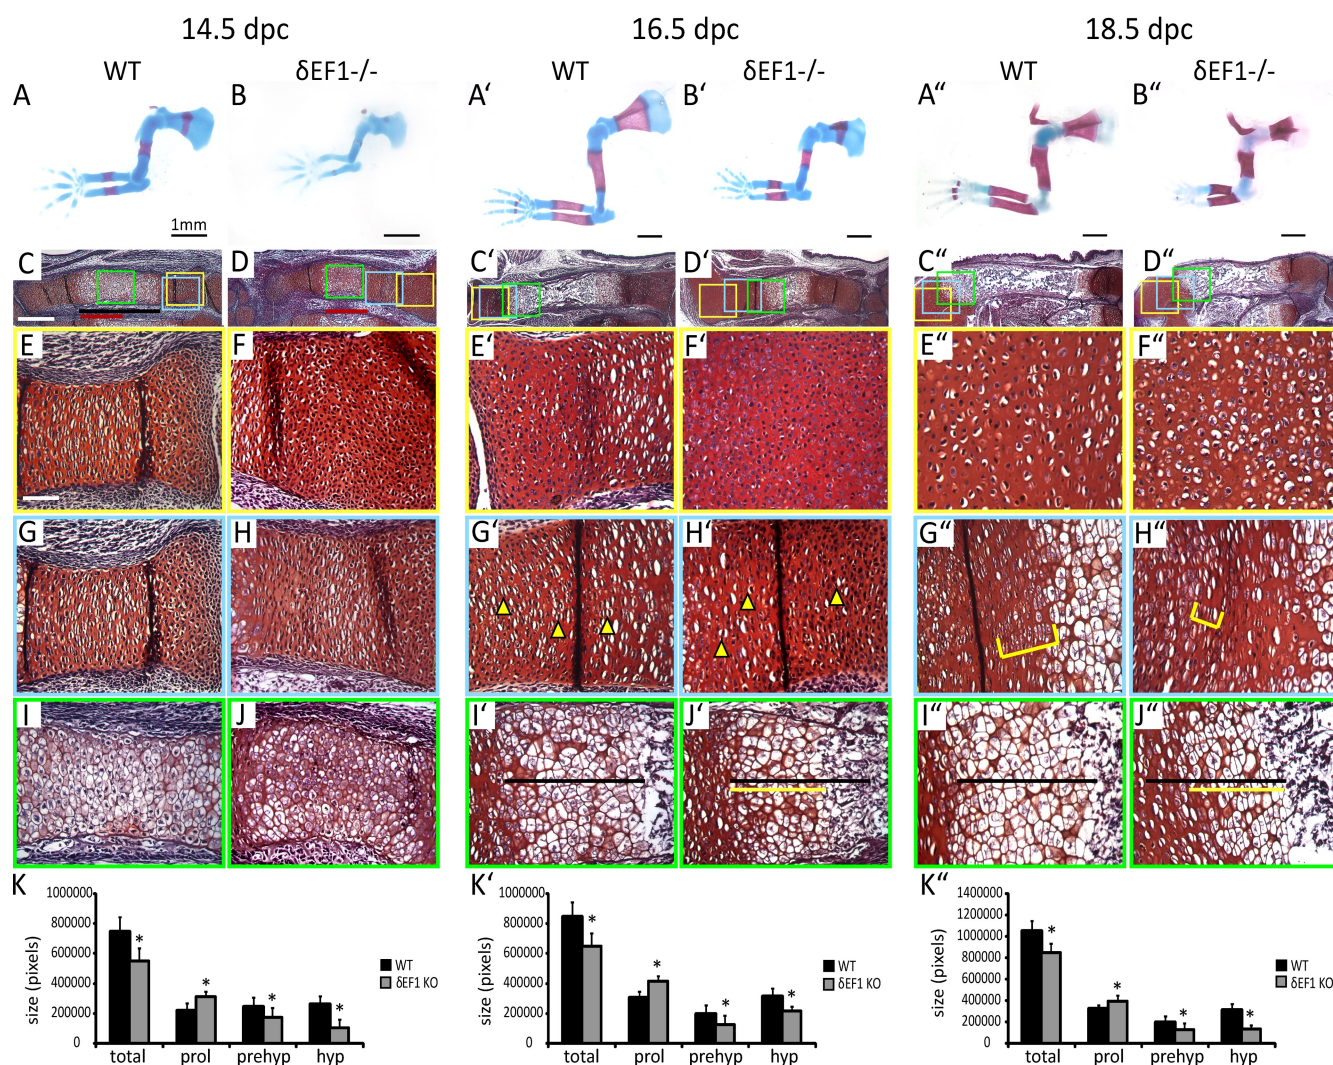 14.5 dpc 16.5 dpc 18.5 dpc
WT δEF1-/- WT δEF1-/- WT δEF1-/-
A B A‘ B‘ A“ B“
1mm
C D C‘ D‘ C“ D“
E F E‘ F‘ E“ F“
G H G‘ H‘ G“ H“
I J I‘ J‘ I“ J“
K
size (pixels)
1000000
800000
600000
400000
200000
0
* * * *
total prol prehyp hyp
WT
δEF1 KO
K‘
size (pixels)
1000000
800000
600000
400000
200000
0
* * * *
total prol prehyp hyp
WT
δEF1 KO
K“
size (pixels)
1400000
1200000
1000000
800000
600000
400000
200000
0
* * * *
total prol prehyp hyp
WT
δEF1 KO